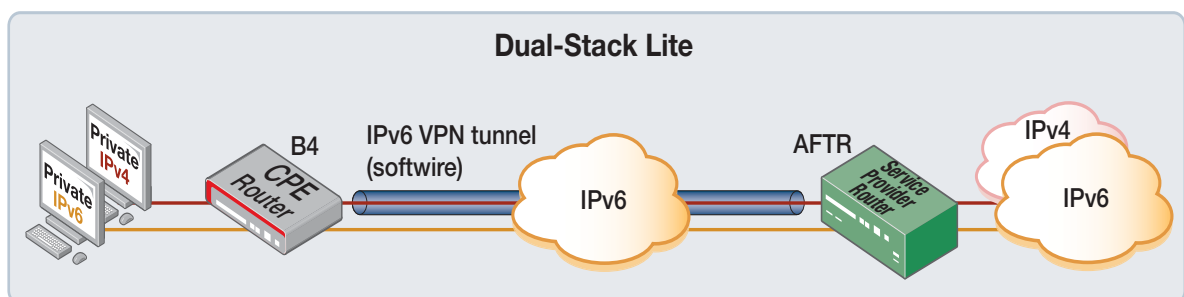 Dual-Stack Lite
Private
IPv4
Private
IPv6
B4
CPE
Router
IPv6 VPN tunnel
(softwire)
IPv6
AFTR
Service
Provider
Router
IPv4
IPv6